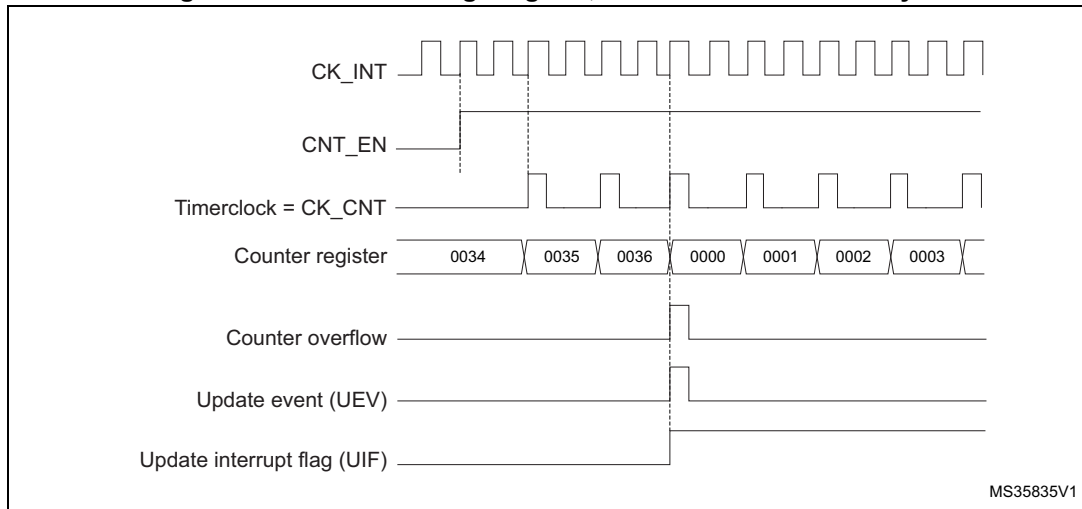 CK_INT
CNT_EN
Timerclock = CK_CNT
Counter register 0034 0035 0036 0000 0001 0002 0003
Counter overflow
Update event (UEV)
Update interrupt flag (UIF)
MS35835V1